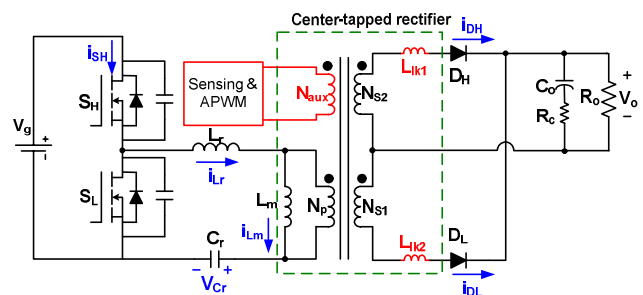 Center-tapped rectifier
iSH
iDH
Llk1
DH
Sensing &
APWM
Naux
NS2
SH
Co
Ro
Vo
+
−
Rc
Vg
+
−
Lr
iLr
SL
Lm
Np
NS1
iLm
Llk2
DL
Cr
− +
VCr
iDL